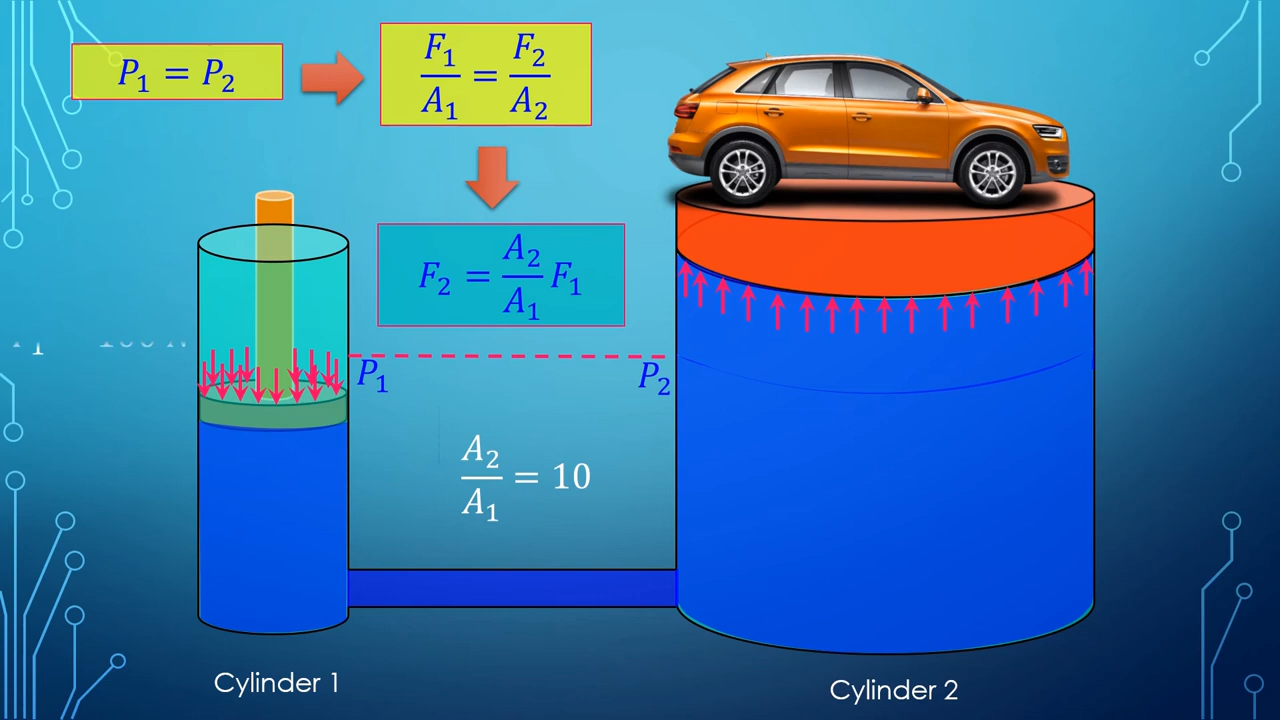 P₁ = P₂
F₁/A₁ = F₂/A₂
F₂ = A₂/A₁ F₁
P₁
P₂
A₂/A₁ = 10
Cylinder 1
Cylinder 2